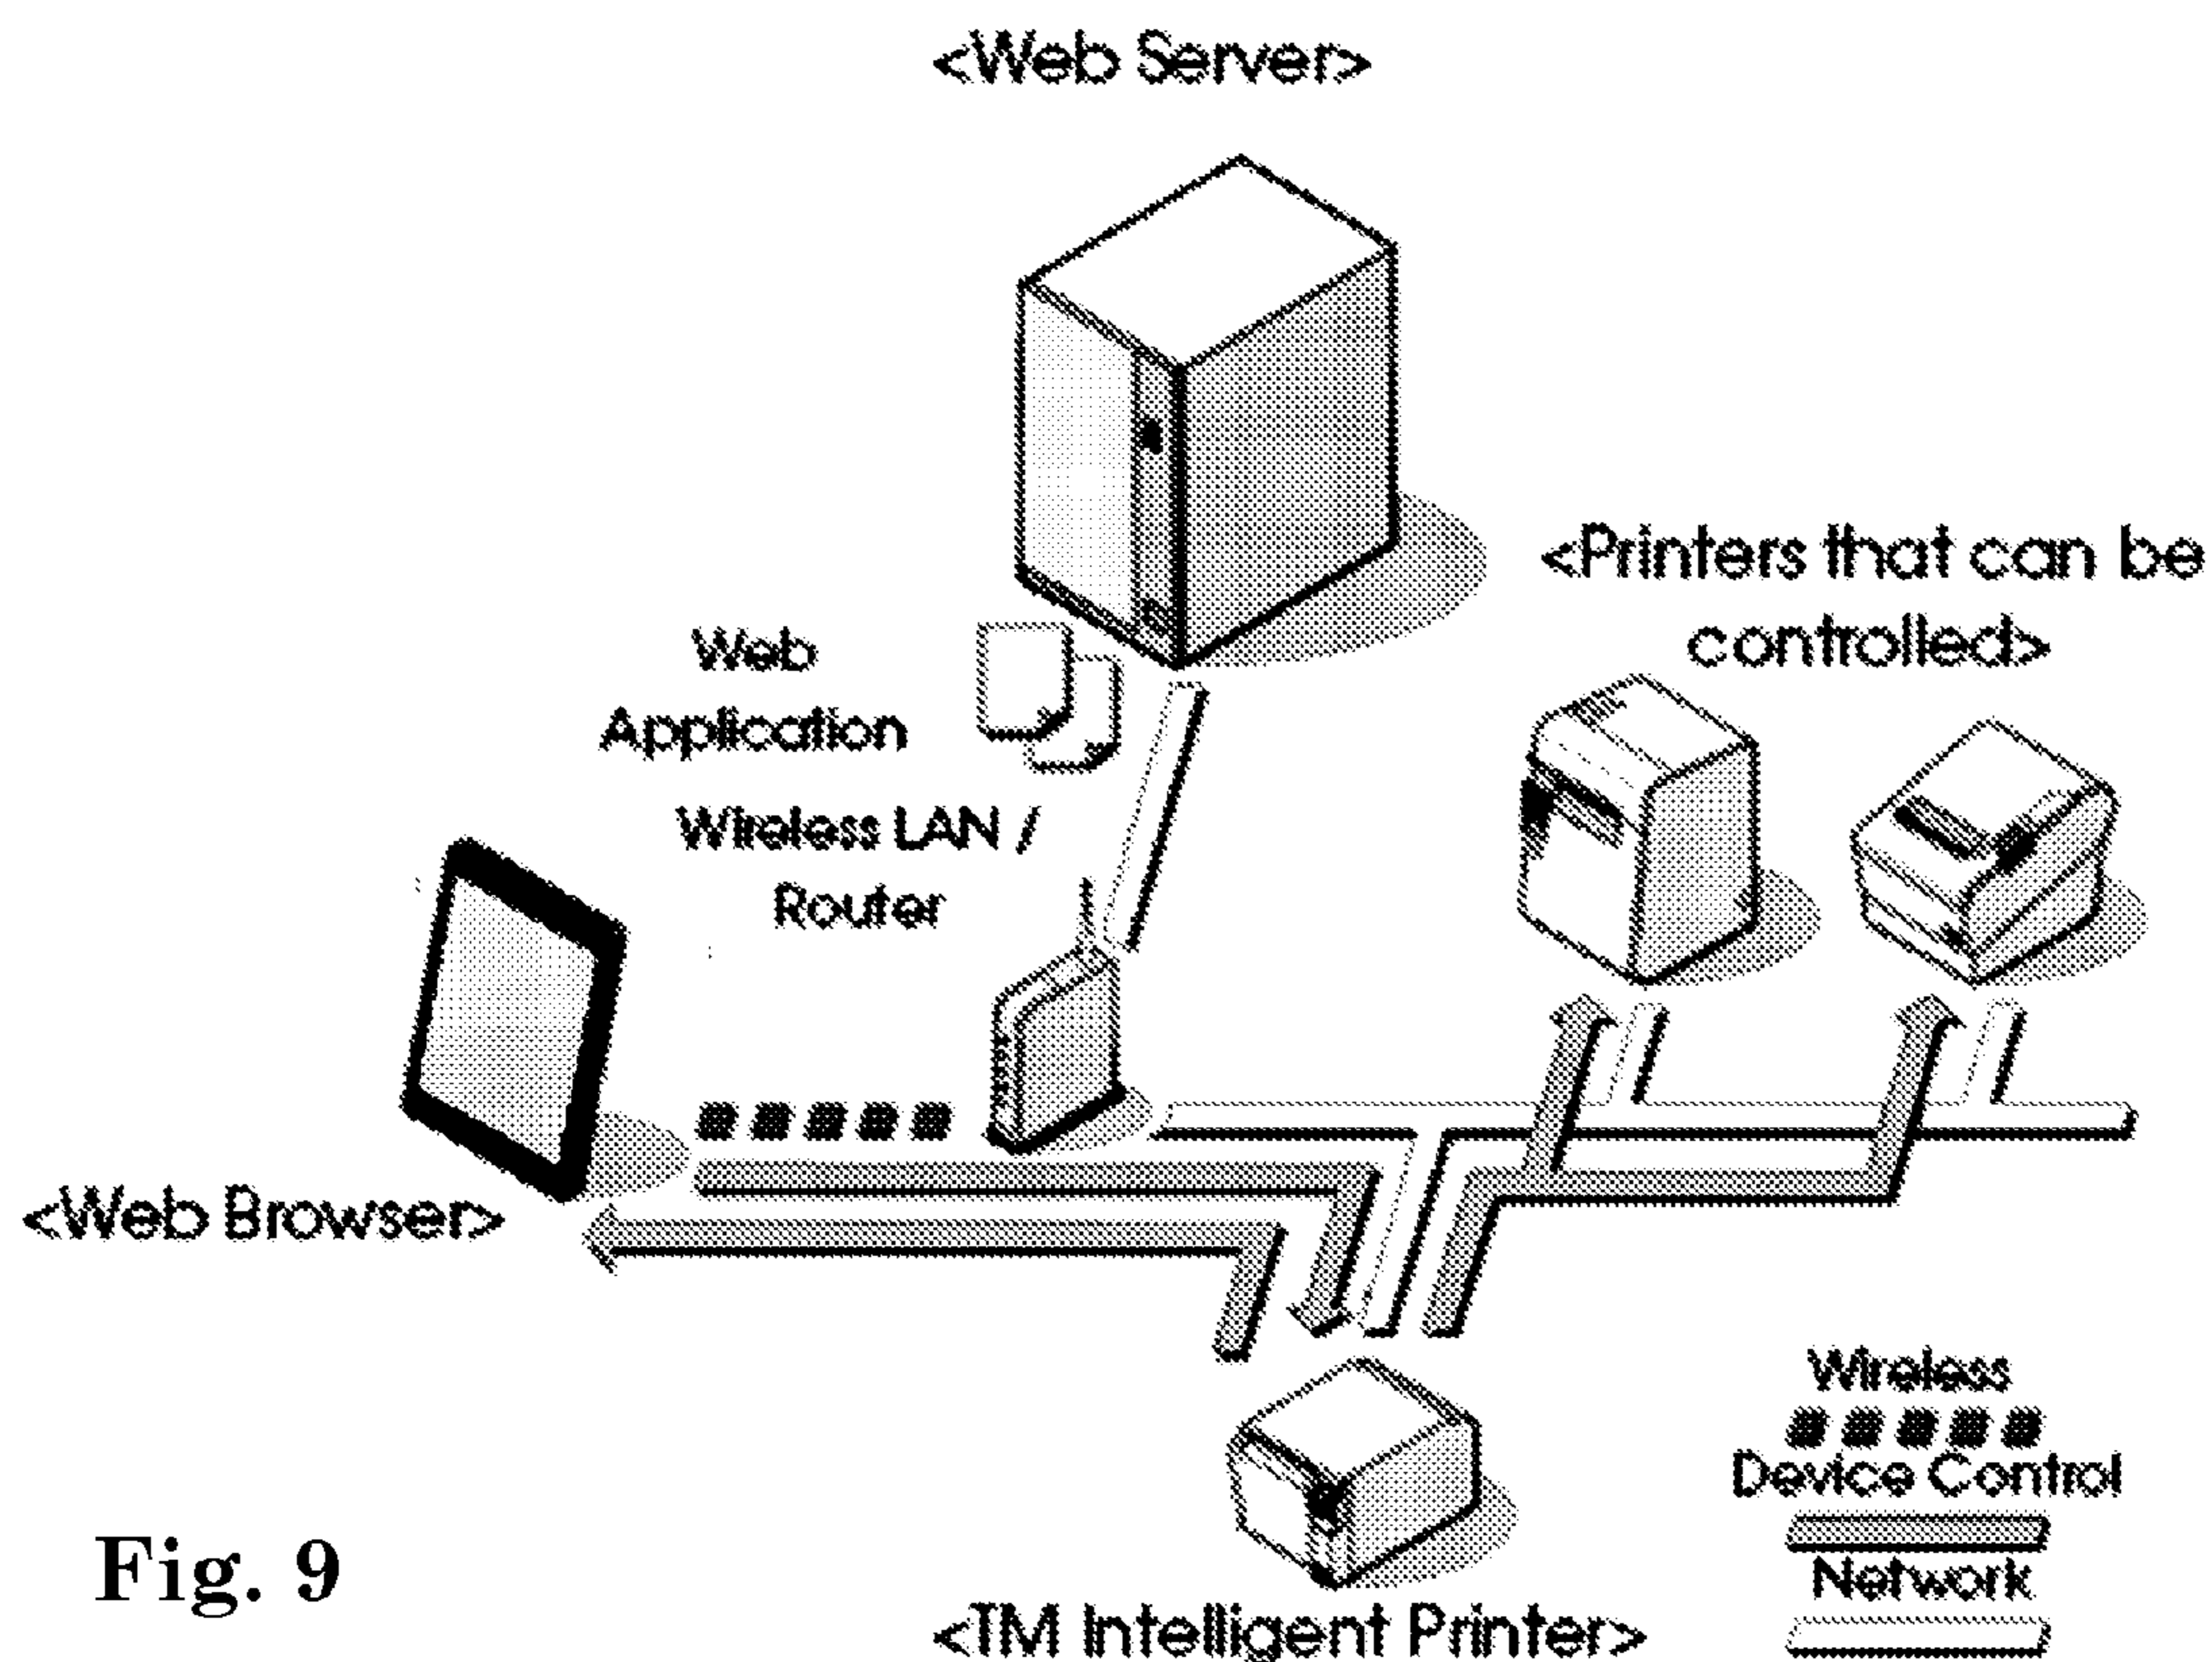 <Web Server>
<Printers that can be
controlled>
Web
Application
Wireless LAN /
Router
<Web Browser>
Wireless
Device Control
Network
<TM Intelligent Printer>
Fig. 9